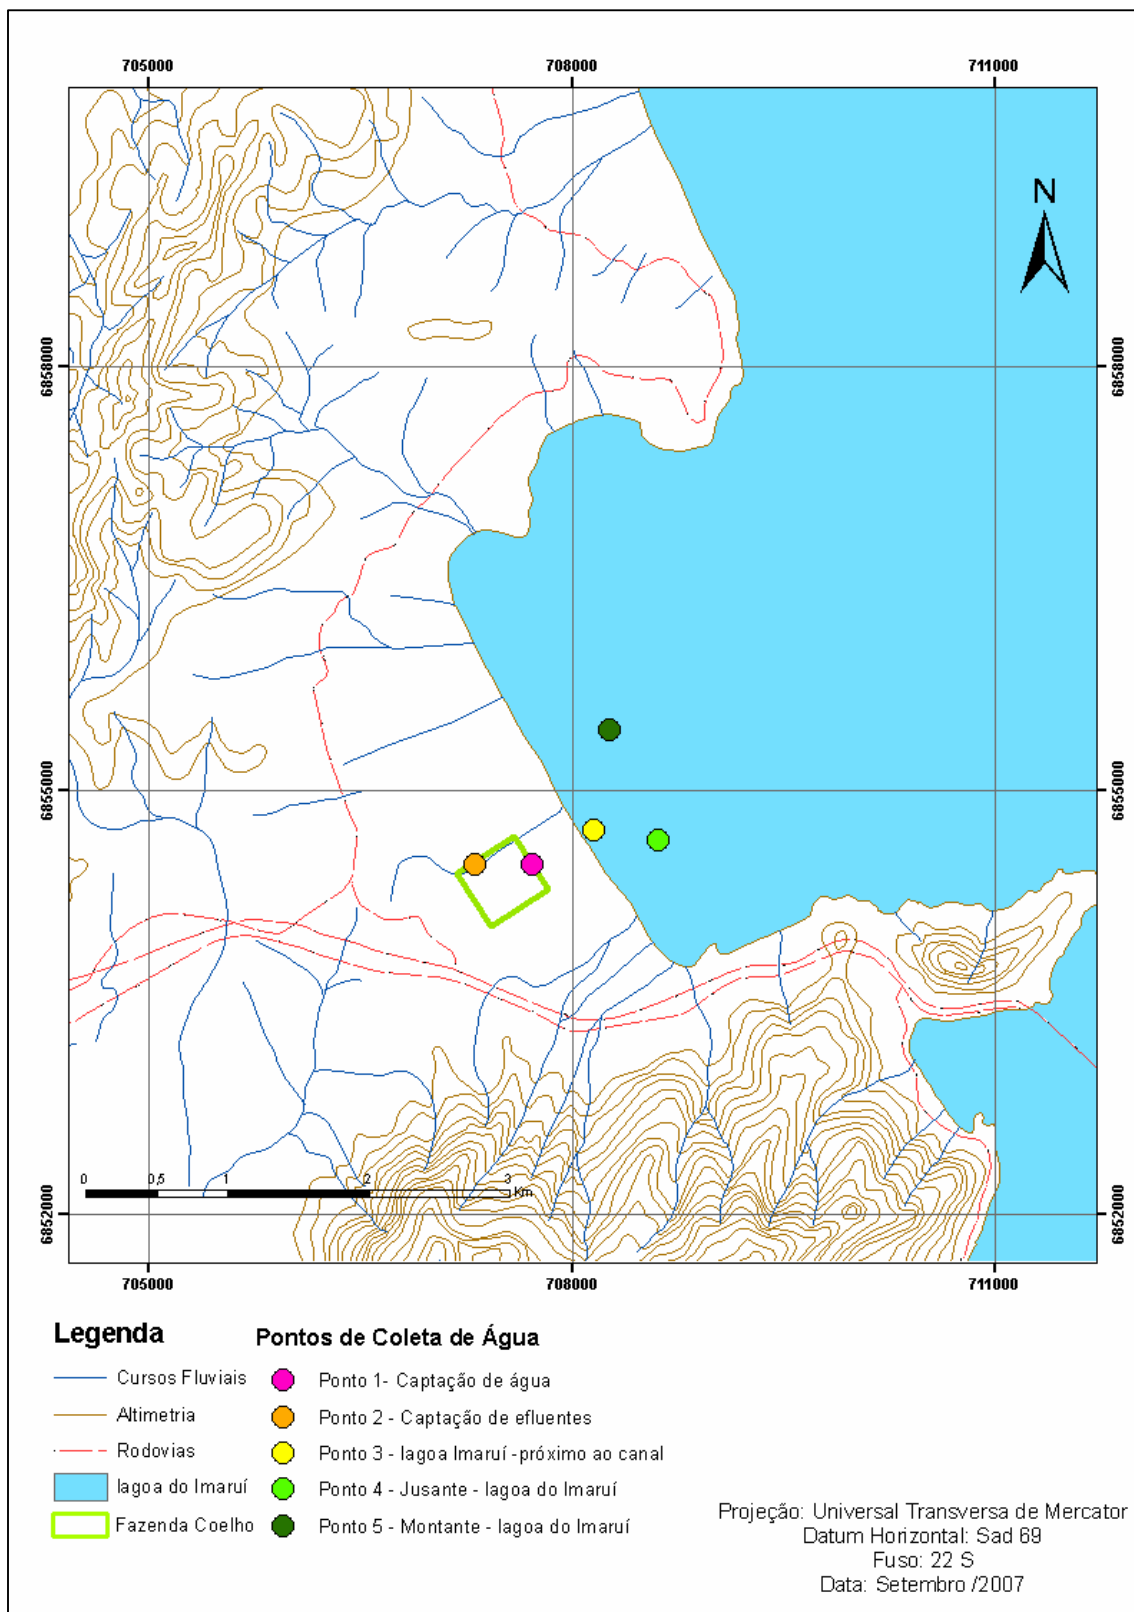 705000 708000 711000
N
6858000 6858000
6855000 6855000
0 0,5 1 2 3
Km
6852000 6852000
705000 708000 711000
Legenda
Cursos Fluviais
Altimetria
Rodovias
lagoa do Imaruí
Fazenda Coelho
Pontos de Coleta de Água
Ponto 1- Captação de água
Ponto 2 - Captação de efluentes
Ponto 3 - lagoa Imaruí -próximo ao canal
Ponto 4 - Jusante - lagoa do Imaruí
Ponto 5 - Montante - lagoa do Imaruí
Projeção: Universal Transversa de Mercator
Datum Horizontal: Sad 69
Fuso: 22 S
Data: Setembro /2007